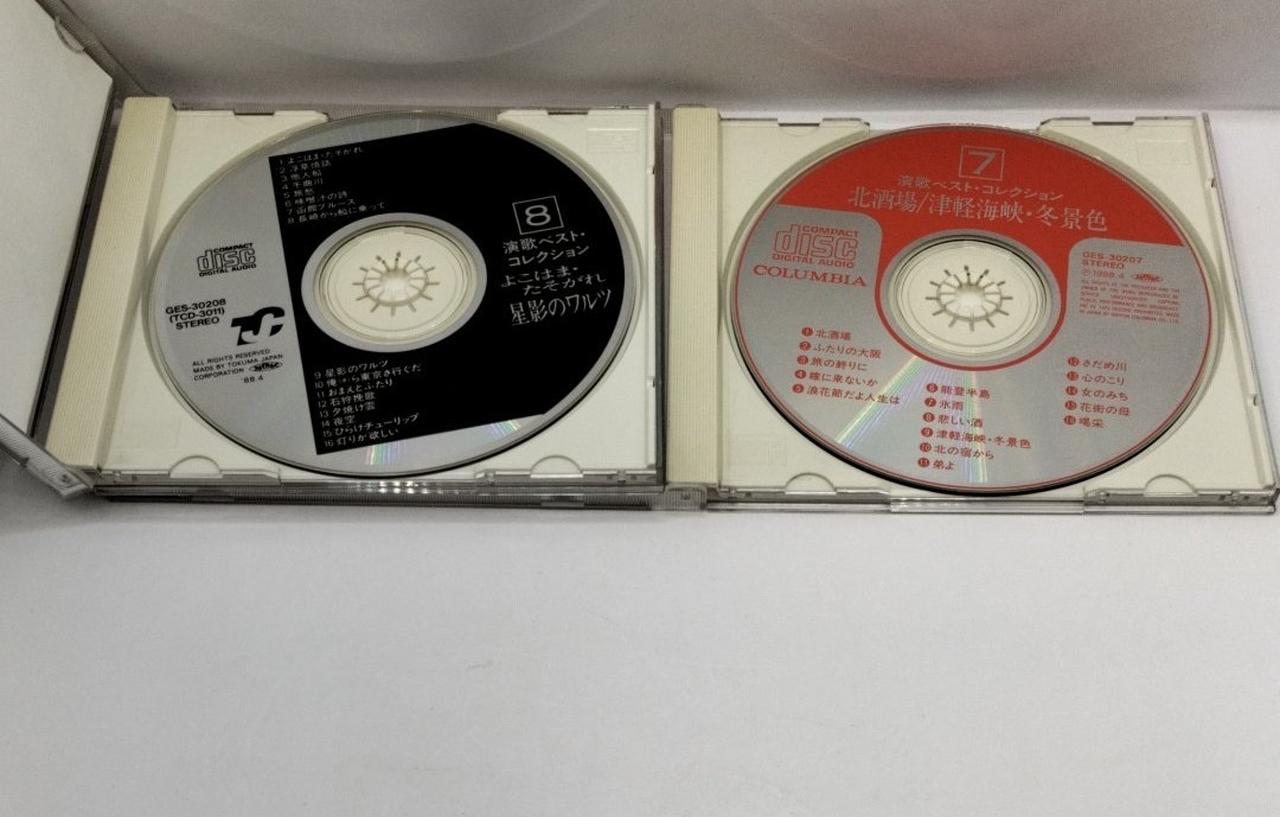 1 よこはま・たそがれ
2 浮草情話
3 他人船
4 千曲川
5 旅愁
6 味噌汁の詩
7 函館ブルース
8 長崎から船に乗って
8
演歌ベスト・
コレクション
よこはま・
たそがれ
星影のワルツ
COMPACT
disc
DIGITAL AUDIO
GES-30208
(TCD-3011)
STEREO
TJC
ALL RIGHTS RESERVED
MADE BY TOKUMA JAPAN
CORPORATION
'88.4
9 星影のワルツ
10 俺ら東京さ行くだ
11 おまえとふたり
12 石狩挽歌
13 夕焼け雲
14 夜空
15 ひらけチューリップ
16 灯りが欲しい
7
演歌ベスト・コレクション
北酒場/津軽海峡・冬景色
COMPACT
disc
DIGITAL AUDIO
COLUMBIA
GES-30207
STEREO
Ⓟ1988.4
1 北酒場
2 ふたりの大阪
3 旅の終りに
4 嫁に来ないか
5 浪花節だよ人生は
6 能登半島
7 氷雨
8 悲しい酒
9 津軽海峡・冬景色
10 北の宿から
11 弟よ
12 さだめ川
13 心のこり
14 女のみち
15 花街の母
16 喝采